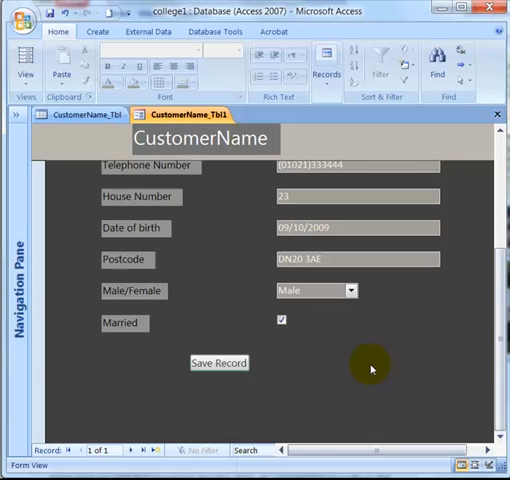 college1 : Database (Access 2007) - Microsoft Access
Home Create External Data Database Tools Acrobat
View Paste B I U A Records Filter Find
Views Clipboard Font Rich Text Sort & Filter Find
CustomerName_Tbl CustomerName_Tbl1
CustomerName
Telephone Number (01021)333444
House Number 23
Date of birth 09/10/2009
Postcode DN20 3AE
Male/Female Male
Married
Save Record
Navigation Pane
Record: 1 of 1 No Filter Search
Form View